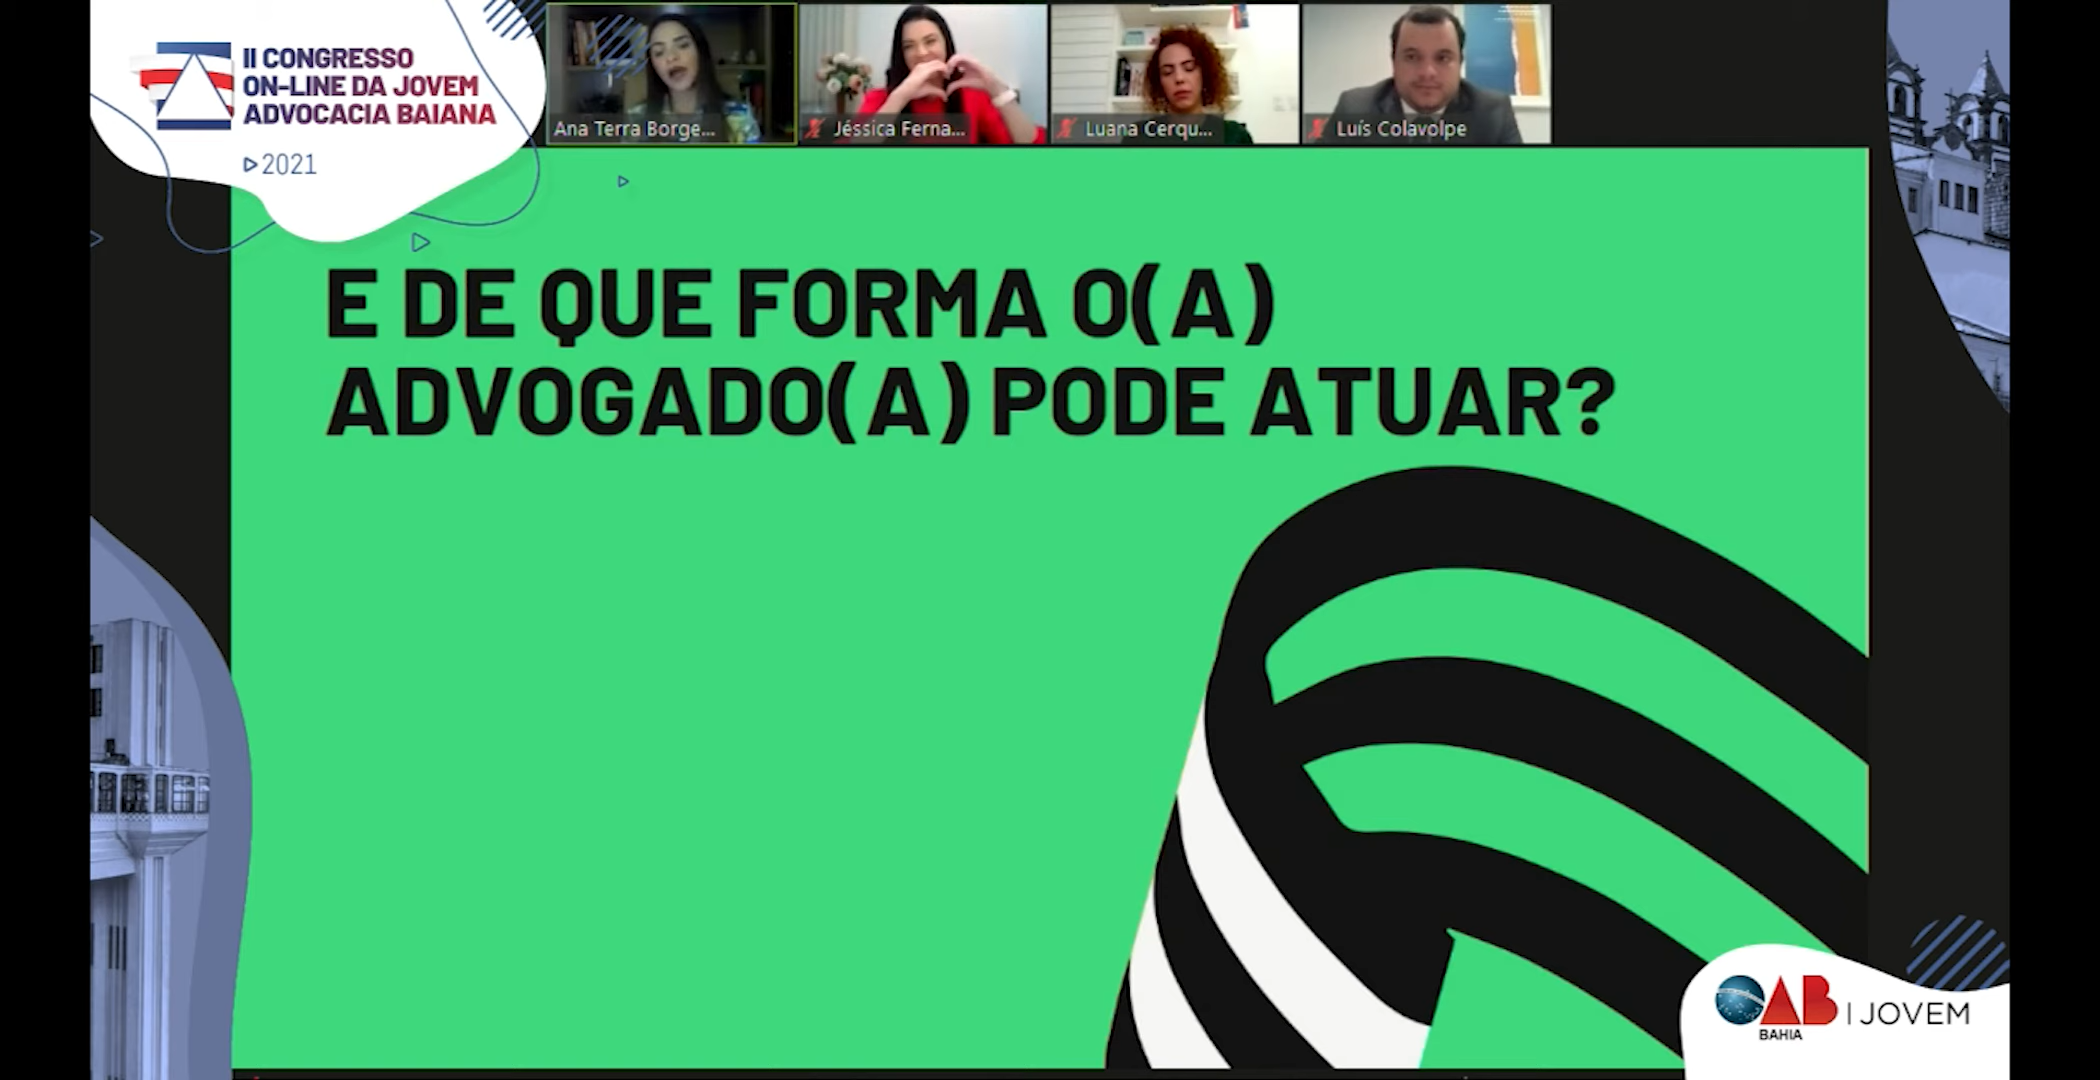 II CONGRESSO
ON-LINE DA JOVEM
ADVOCACIA BAIANA
2021
Ana Terra Borge...
Jéssica Ferna...
Luana Cerqu...
Luís Colavolpe
E DE QUE FORMA O(A)
ADVOGADO(A) PODE ATUAR?
OAB | JOVEM
BAHIA